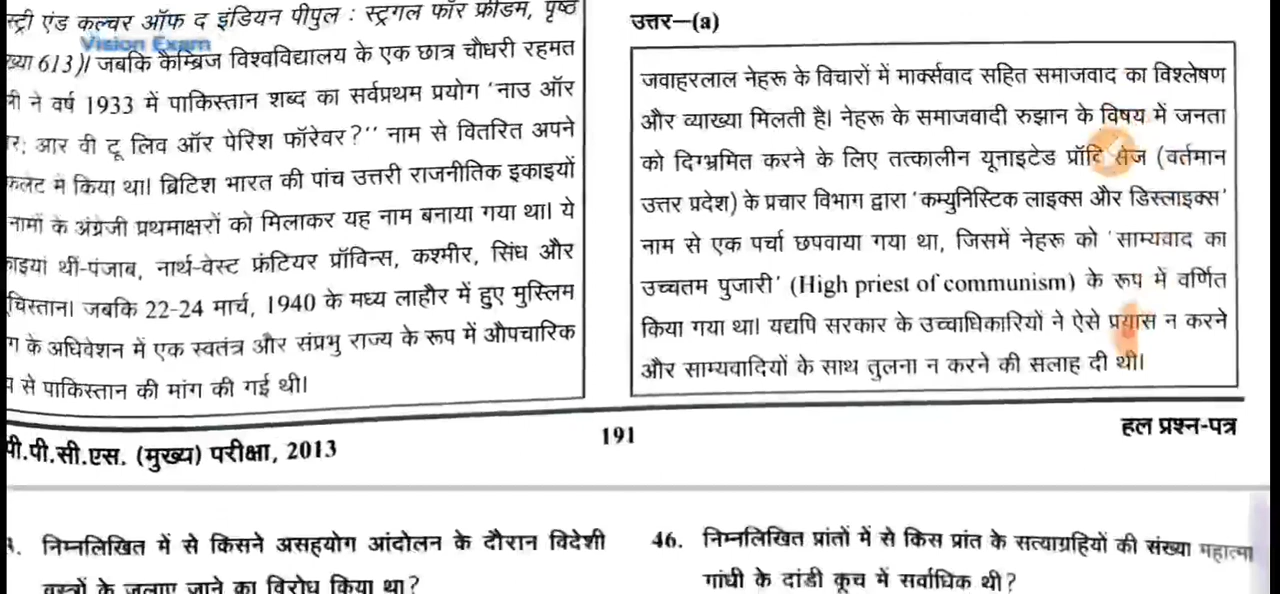 स्ट्री एंड कल्चर ऑफ द इंडियन पीपुल : स्ट्रगल फॉर फ्रीडम, पृष्ठ
Vision Exam
ख्या 613)। जबकि कैम्ब्रिज विश्वविद्यालय के एक छात्र चौधरी रहमत
ने वर्ष 1933 में पाकिस्तान शब्द का सर्वप्रथम प्रयोग 'नाउ ऑर
आर वी टू लिव ऑर पेरिश फॉरेवर?'' नाम से वितरित अपने
में किया था। ब्रिटिश भारत की पांच उत्तरी राजनीतिक इकाइयों
नामों के अंग्रेजी प्रथमाक्षरों को मिलाकर यह नाम बनाया गया था। ये
काइयां थीं-पंजाब, नार्थ-वेस्ट फ्रंटियर प्रॉविन्स, कश्मीर, सिंध और
चिस्तान। जबकि 22-24 मार्च, 1940 के मध्य लाहौर में हुए मुस्लिम
ग के अधिवेशन में एक स्वतंत्र और संप्रभु राज्य के रूप में औपचारिक
से पाकिस्तान की मांग की गई थी।
उत्तर—(a)
जवाहरलाल नेहरू के विचारों में मार्क्सवाद सहित समाजवाद का विश्लेषण
और व्याख्या मिलती है। नेहरू के समाजवादी रुझान के विषय में जनता
को दिग्भ्रमित करने के लिए तत्कालीन यूनाइटेड (वर्तमान
उत्तर प्रदेश) के प्रचार विभाग द्वारा 'कम्युनिस्टिक लाइक्स और डिस्लाइक्स'
नाम से एक पर्चा छपवाया गया था, जिसमें नेहरू को 'साम्यवाद का
उच्चतम पुजारी' (High priest of communism) के रूप में वर्णित
किया गया था। यद्यपि सरकार के उच्चाधिकारियों ने ऐसे प्रयास न करने
और साम्यवादियों के साथ तुलना न करने की सलाह दी थी।
पी.पी.सी.एस. (मुख्य) परीक्षा, 2013
191
हल प्रश्न-पत्र
निम्नलिखित में से किसने असहयोग आंदोलन के दौरान विदेशी
वस्त्रों के जलाए जाने का विरोध किया था?
46. निम्नलिखित प्रांतों में से किस प्रांत के सत्याग्रहियों की संख्या महात्मा
गांधी के दांडी कूच में सर्वाधिक थी?